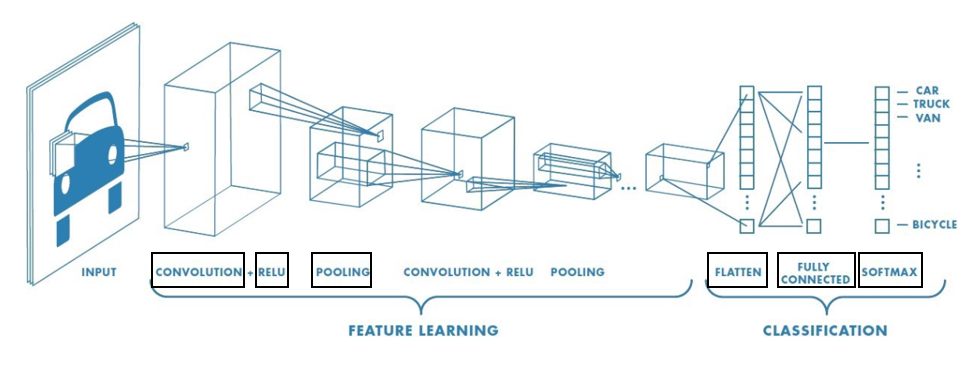 CAR
TRUCK
VAN
BICYCLE
INPUT
CONVOLUTION + RELU
POOLING
CONVOLUTION + RELU
POOLING
FLATTEN
FULLY
CONNECTED
SOFTMAX
FEATURE LEARNING
CLASSIFICATION